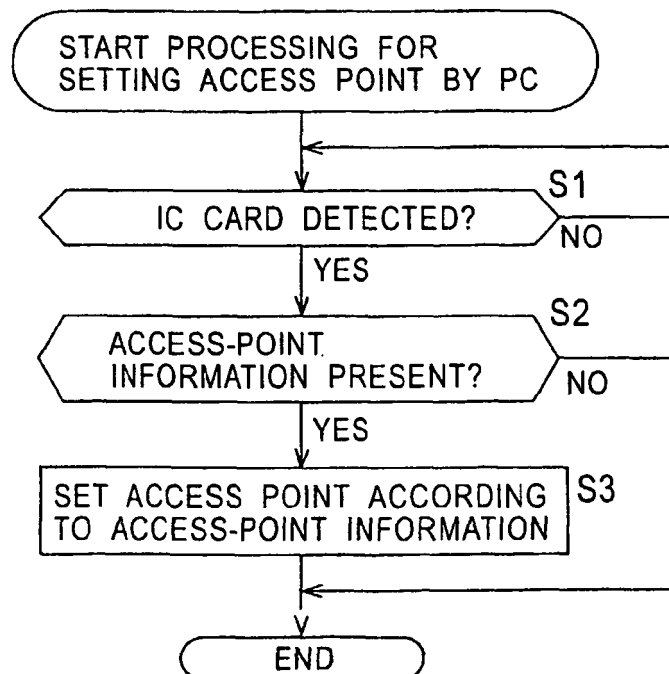 START PROCESSING FOR
SETTING ACCESS POINT BY PC
S1
IC CARD DETECTED?
NO
YES
S2
ACCESS-POINT
INFORMATION PRESENT?
NO
YES
S3
SET ACCESS POINT ACCORDING
TO ACCESS-POINT INFORMATION
END